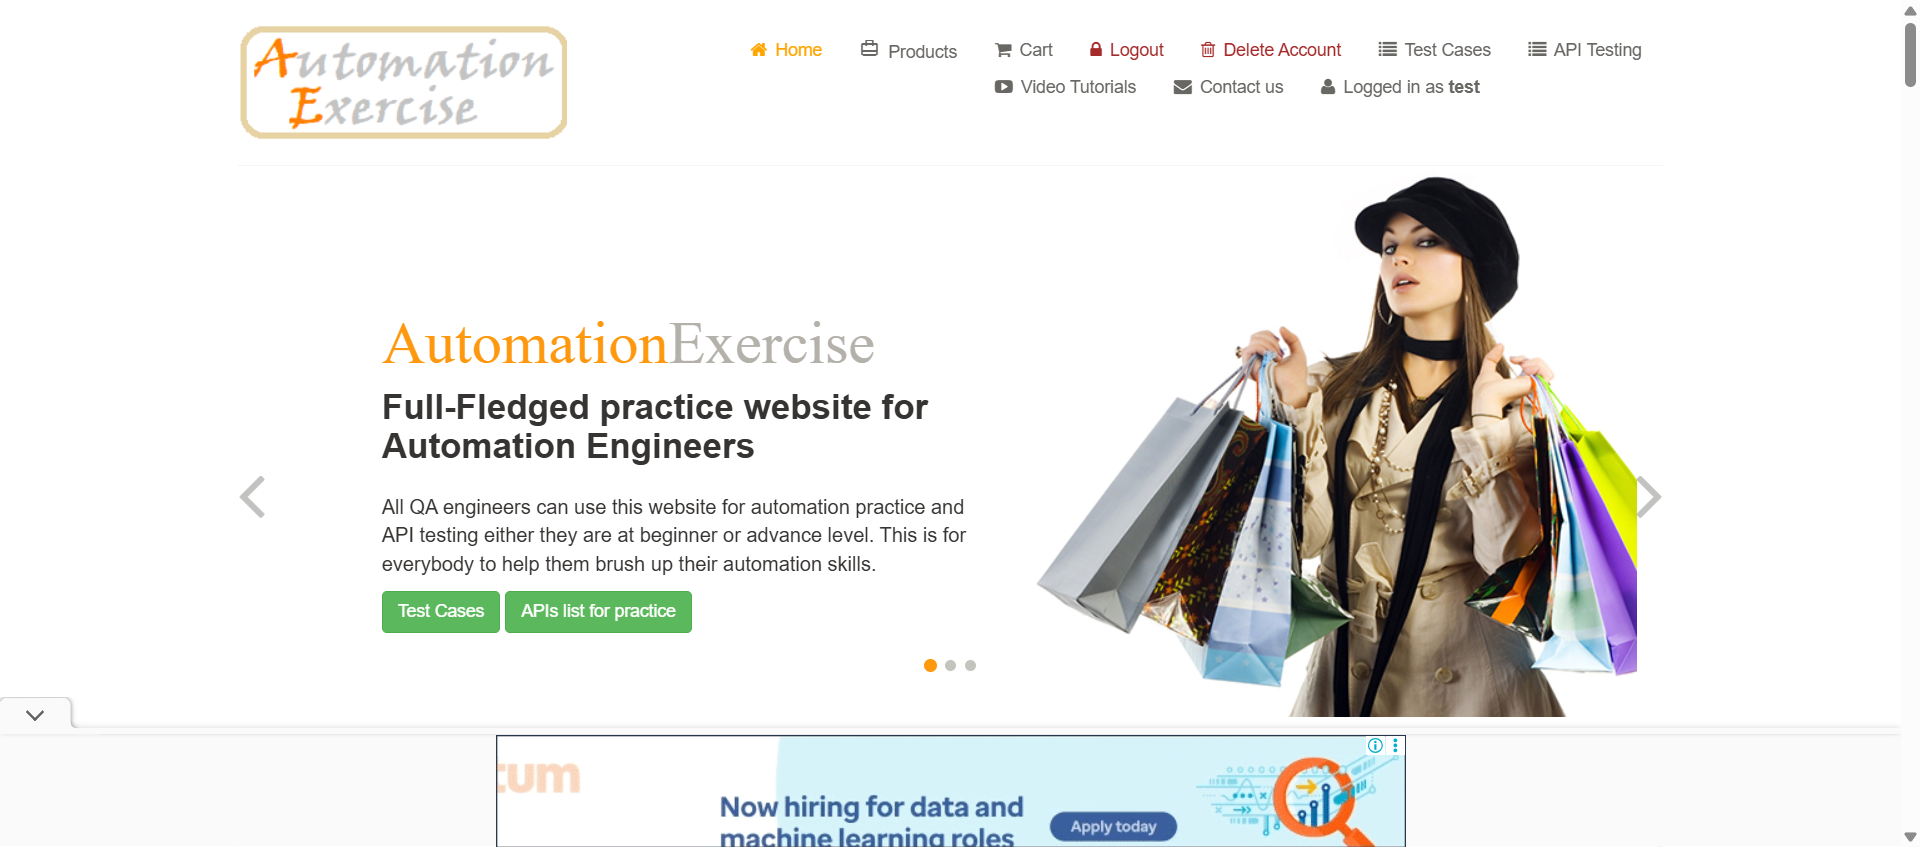 Automation
Exercise
Home
Products
Cart
Logout
Delete Account
Test Cases
API Testing
Video Tutorials
Contact us
Logged in as test
AutomationExercise
Full-Fledged practice website for
Automation Engineers
All QA engineers can use this website for automation practice and
API testing either they are at beginner or advance level. This is for
everybody to help them brush up their automation skills.
Test Cases
APIs list for practice
tum
Now hiring for data and
machine learning roles
Apply today